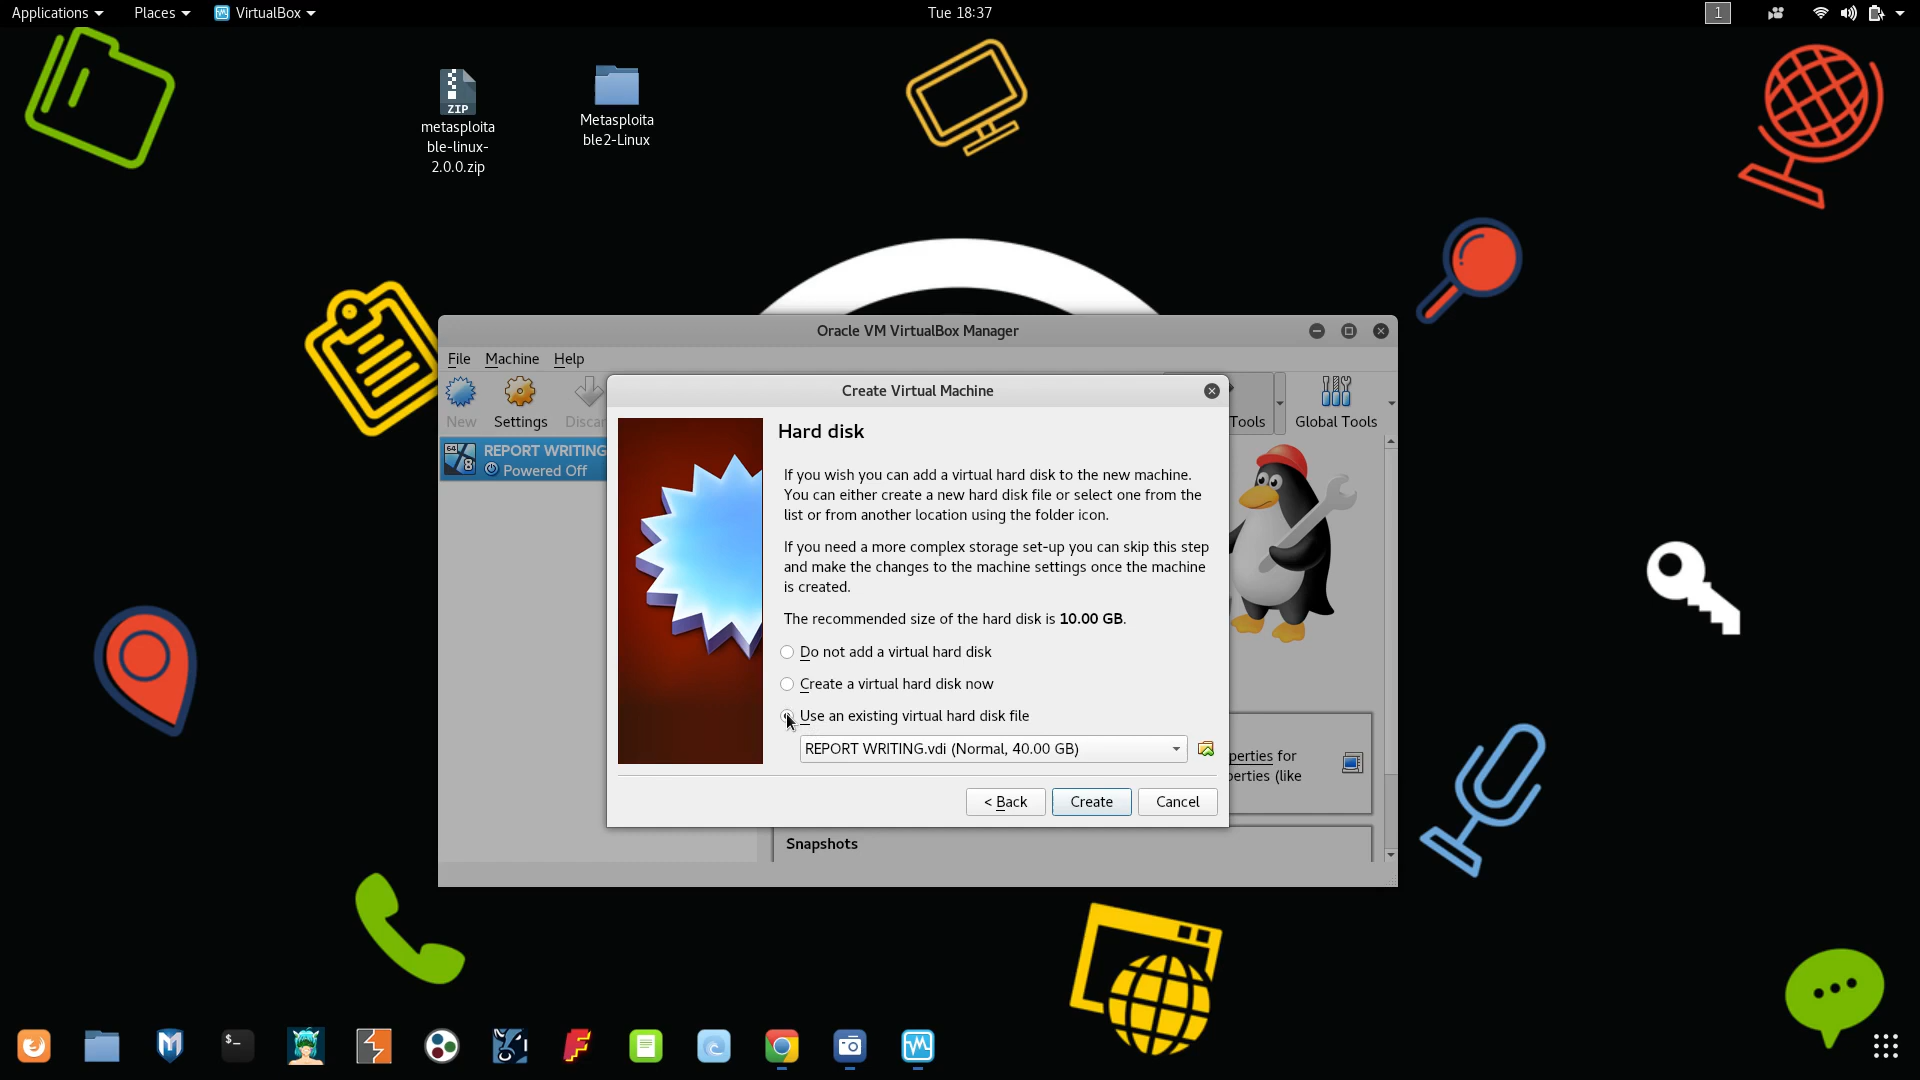 Applications Places VirtualBox Tue 18:37 1
ZIP
metasploita
ble-linux-
2.0.0.zip
Metasploita
ble2-Linux
Oracle VM VirtualBox Manager
File Machine Help
New Settings Discar Tools Global Tools
64 8 REPORT WRITING
Powered Off
Create Virtual Machine
Hard disk
If you wish you can add a virtual hard disk to the new machine.
You can either create a new hard disk file or select one from the
list or from another location using the folder icon.
If you need a more complex storage set-up you can skip this step
and make the changes to the machine settings once the machine
is created.
The recommended size of the hard disk is 10.00 GB.
Do not add a virtual hard disk
Create a virtual hard disk now
Use an existing virtual hard disk file
REPORT WRITING.vdi (Normal, 40.00 GB)
< Back Create Cancel
perties for
perties (like
Snapshots
$_